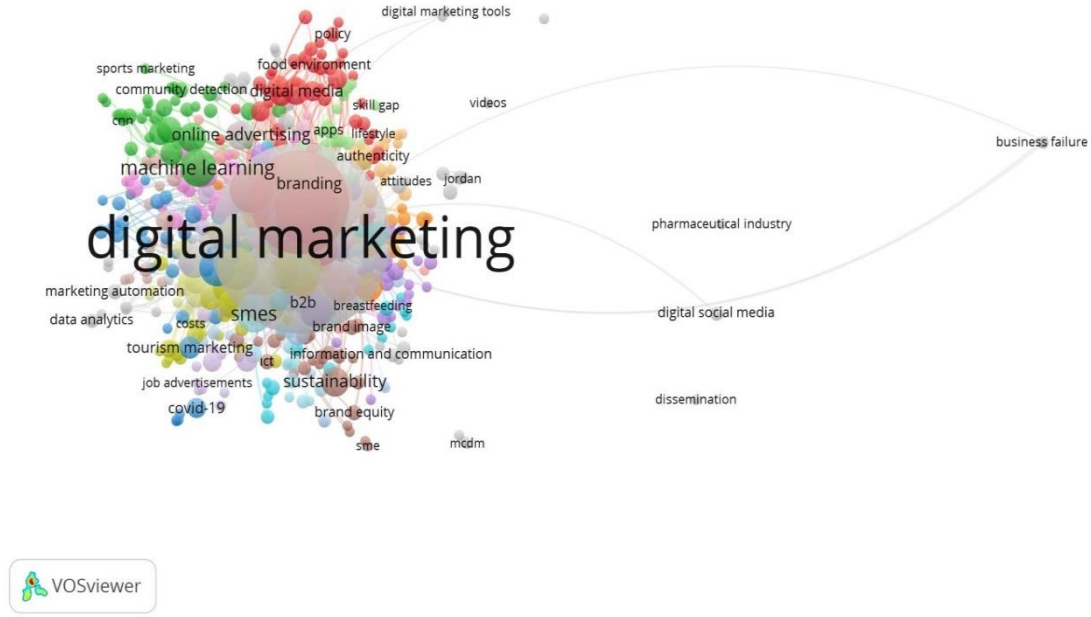 digital marketing tools
policy
food environment
sports marketing
community detection
digital media
skill gap
videos
cnn
online advertising
apps
lifestyle
business failure
authenticity
machine learning
branding
attitudes
jordan
pharmaceutical industry
digital marketing
marketing automation
b2b
breastfeeding
data analytics
costs
smes
brand image
digital social media
tourism marketing
ict
information and communication
job advertisements
sustainability
covid-19
brand equity
dissemination
sme
mcdm
VOSviewer